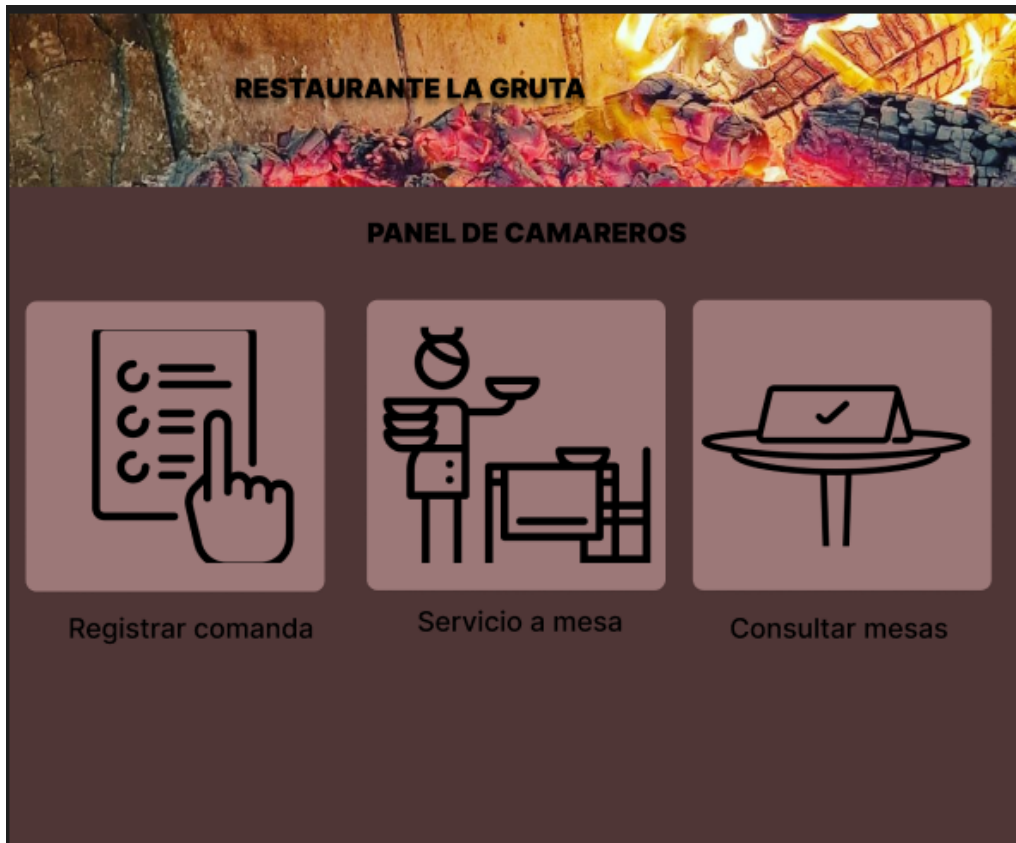 RESTAURANTE LA GRUTA
PANEL DE CAMAREROS
Registrar comanda
Servicio a mesa
Consultar mesas